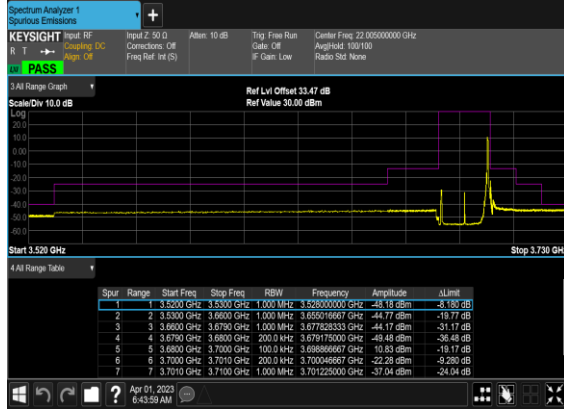 Spectrum Analyzer 1
Spurious Emissions
KEYSIGHT Input: RF Input Z: 50 Ω Atten: 10 dB Trig: Free Run Center Freq: 22.005000000 GHz
R T Coupling: DC Corrections: Off Gate: Off Avg|Hold: 100/100
Align: Off Freq Ref: Int (S) IF Gain: Low Radio Std: None
PASS
3 All Range Graph
Ref Lvl Offset 33.47 dB
Scale/Div 10.0 dB Ref Value 30.00 dBm
Log
20.0
10.0
0.00
-10.0
-20.0
-30.0
-40.0
-50.0
-60.0
Start 3.520 GHz Stop 3.730 GH
4 All Range Table
Spur Range Start Freq Stop Freq RBW Frequency Amplitude ΔLimit
1 1 3.5200 GHz 3.5300 GHz 1.000 MHz 3.528000000 GHz -48.18 dBm -8.180 dB
2 2 3.5300 GHz 3.6600 GHz 1.000 MHz 3.655016667 GHz -44.77 dBm -19.77 dB
3 3 3.6600 GHz 3.6790 GHz 1.000 MHz 3.677828333 GHz -44.17 dBm -31.17 dB
4 4 3.6790 GHz 3.6800 GHz 200.0 kHz 3.679175000 GHz -49.48 dBm -36.48 dB
5 5 3.6800 GHz 3.7000 GHz 100.0 kHz 3.698866667 GHz 10.83 dBm -19.17 dB
6 6 3.7000 GHz 3.7010 GHz 200.0 kHz 3.70046667 GHz -22.28 dBm -9.280 dB
7 7 3.7010 GHz 3.7100 GHz 1.000 MHz 3.701225000 GHz -37.04 dBm -24.04 dB
Apr 01, 2023
6:43:59 AM